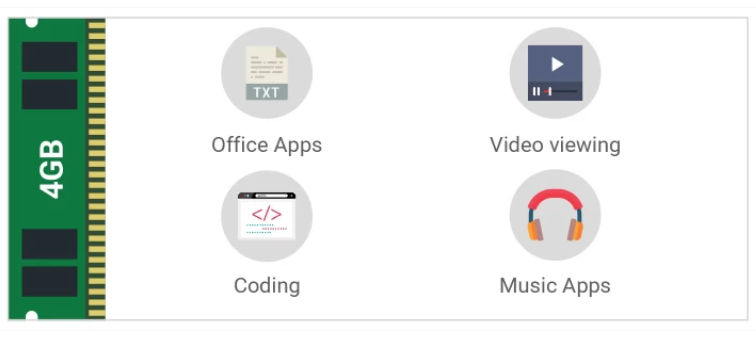 4GB
TXT
Office Apps
Video viewing
</>
Coding
Music Apps